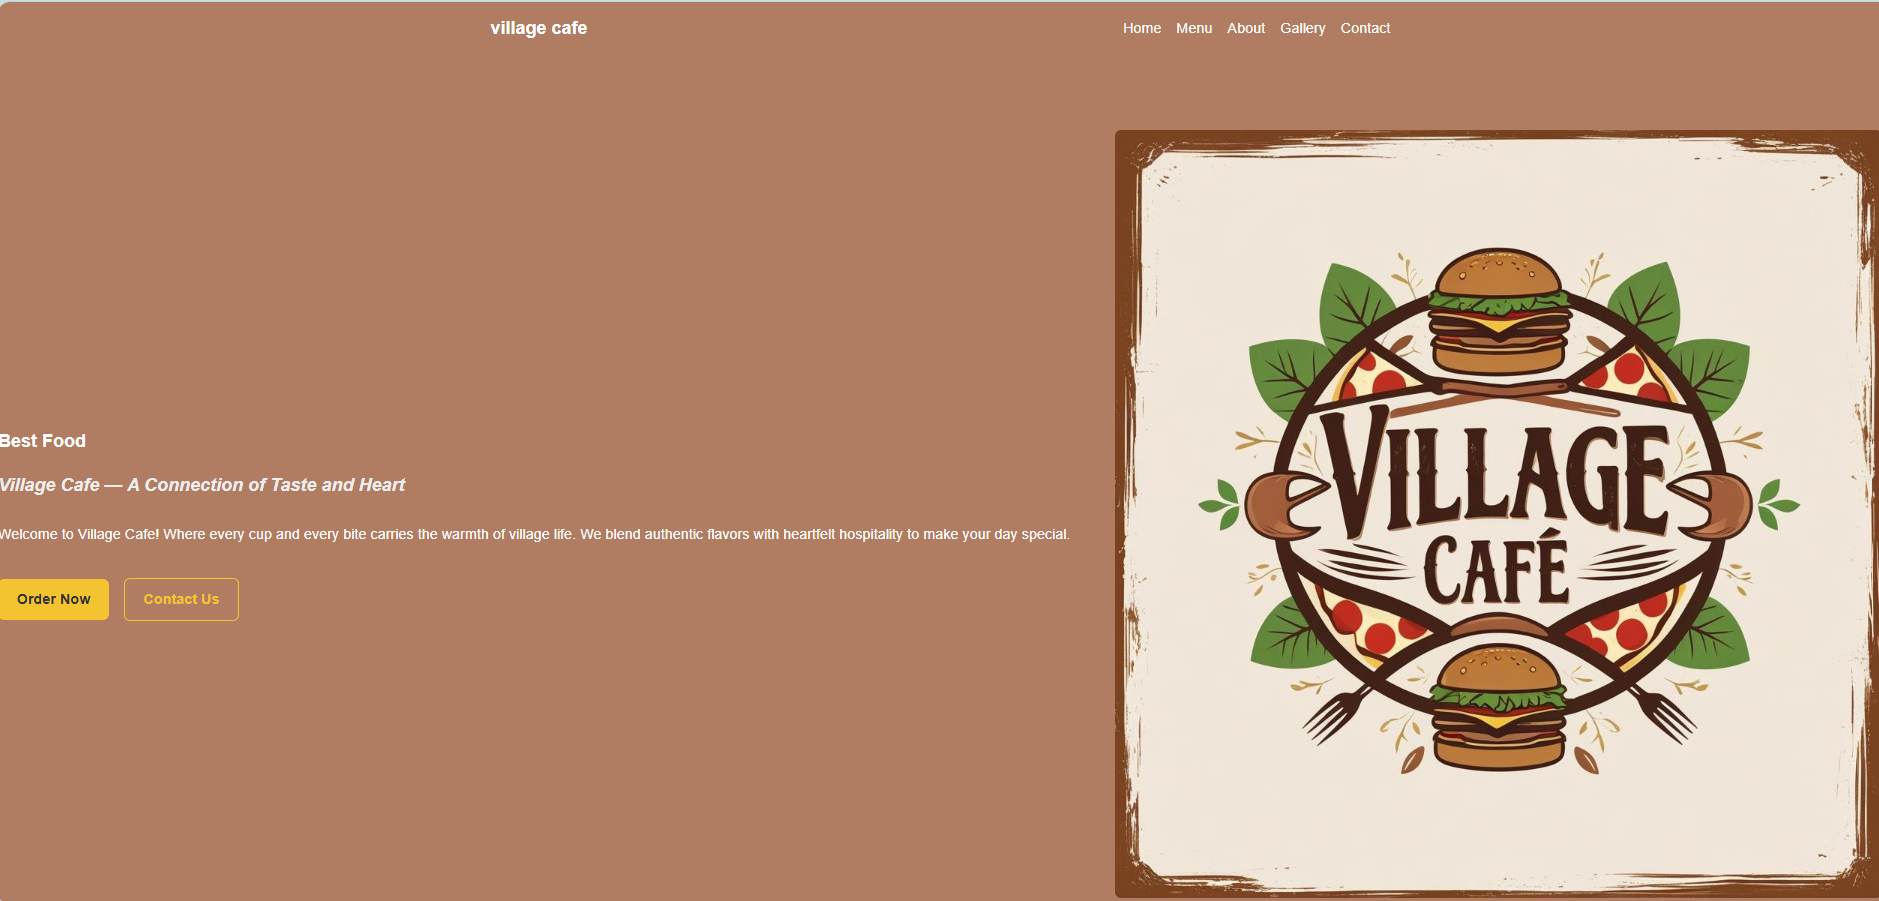 village cafe
Home Menu About Gallery Contact
Best Food
Village Cafe — A Connection of Taste and Heart
Welcome to Village Cafe! Where every cup and every bite carries the warmth of village life. We blend authentic flavors with heartfelt hospitality to make your day special.
Order Now Contact Us
VILLAGE
CAFÉ